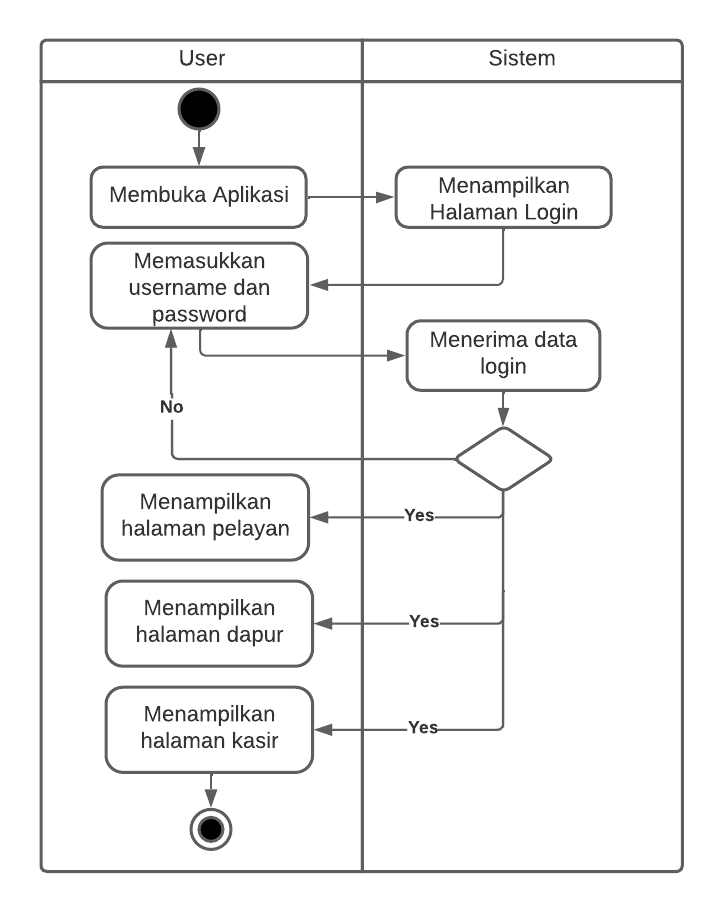 User
Sistem
Membuka Aplikasi
Menampilkan
Halaman Login
Memasukkan
username dan
password
Menerima data
login
No
Menampilkan
halaman pelayan
Yes
Menampilkan
halaman dapur
Yes
Menampilkan
halaman kasir
Yes